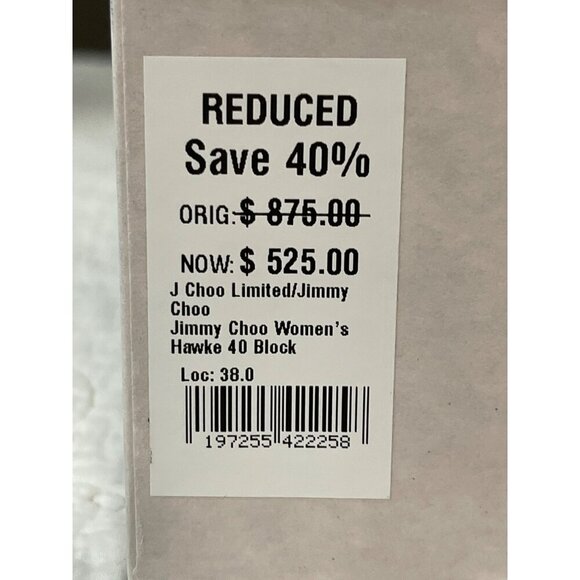 REDUCED
Save 40%
ORIG: $ 875.00
NOW: $ 525.00
J Choo Limited/Jimmy
Choo
Jimmy Choo Women's
Hawke 40 Block
Loc: 38.0
197255 422258